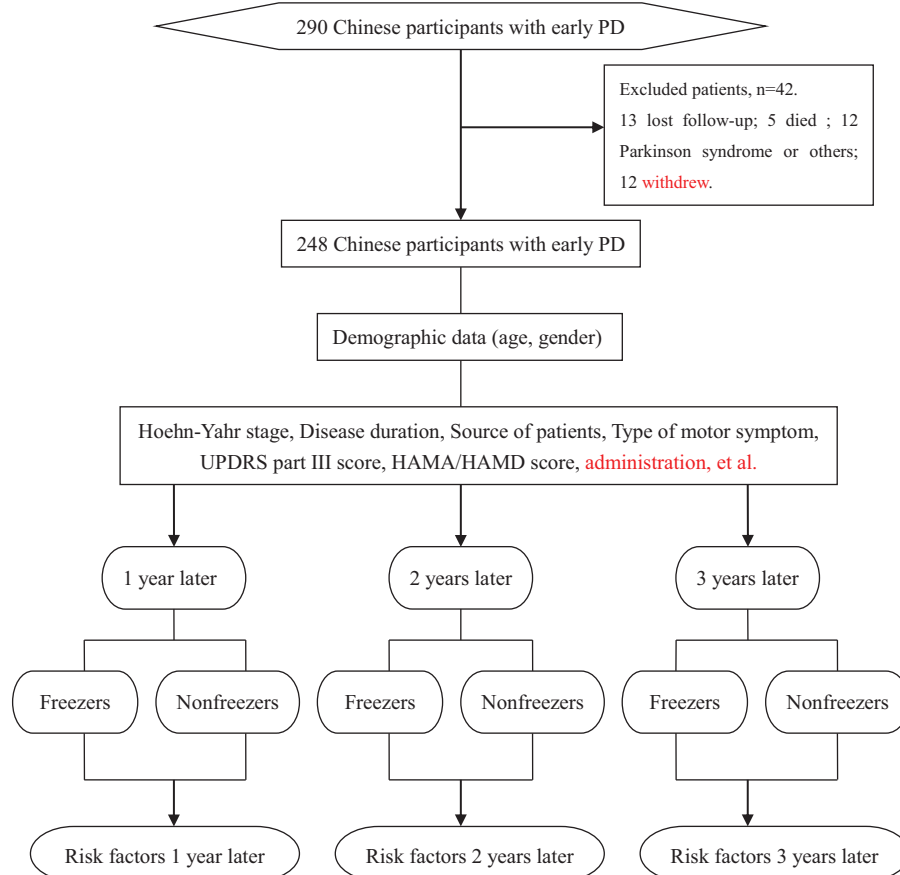 290 Chinese participants with early PD
Excluded patients, n=42.
13 lost follow-up; 5 died ; 12
Parkinson syndrome or others;
12 withdrew.
248 Chinese participants with early PD
Demographic data (age, gender)
Hoehn-Yahr stage, Disease duration, Source of patients, Type of motor symptom,
UPDRS part III score, HAMA/HAMD score, administration, et al.
1 year later
2 years later
3 years later
Freezers
Nonfreezers
Freezers
Nonfreezers
Freezers
Nonfreezers
Risk factors 1 year later
Risk factors 2 years later
Risk factors 3 years later